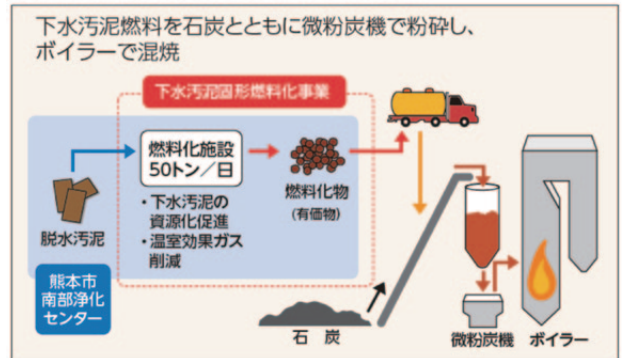 下水汚泥燃料を石炭とともに微粉炭機で粉砕し、
ボイラーで混焼
下水汚泥固形燃料化事業
燃料化施設
50トン／日
・下水汚泥の
資源化促進
・温室効果ガス
削減
燃料化物
(有価物)
脱水汚泥
熊本市
南部浄化
センター
石 炭
微粉炭機
ボイラー